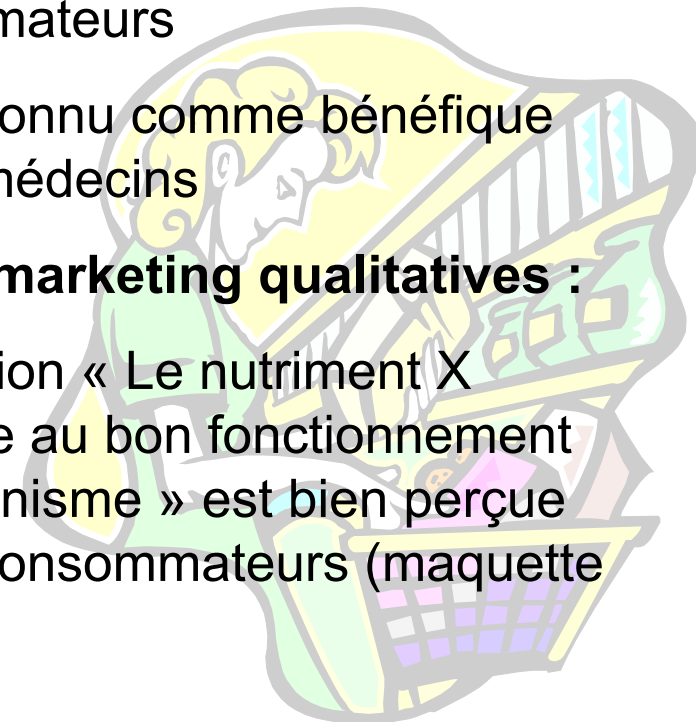 mateurs
onnu comme bénéfique
médecins
marketing qualitatives :
ion « Le nutriment X
e au bon fonctionnement
nisme » est bien perçue
onsommateurs (maquette